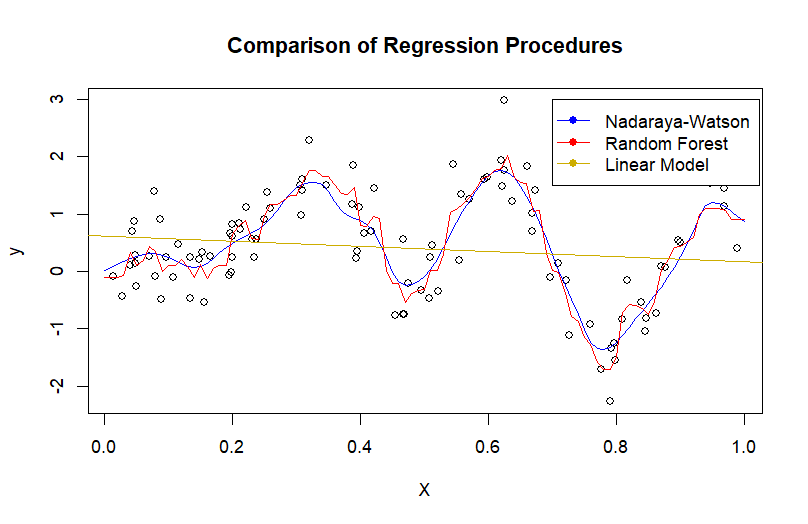 Comparison of Regression Procedures
3
2
1
0
-1
-2
y
Nadaraya-Watson
Random Forest
Linear Model
0.0 0.2 0.4 0.6 0.8 1.0
X